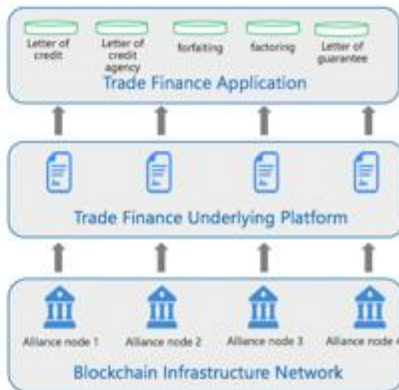 Letter of credit
Letter of credit agency
forfaiting
factoring
Letter of guarantee
Trade Finance Application
Trade Finance Underlying Platform
Alliance node 1
Alliance node 2
Alliance node 3
Alliance node 4
Blockchain Infrastructure Network